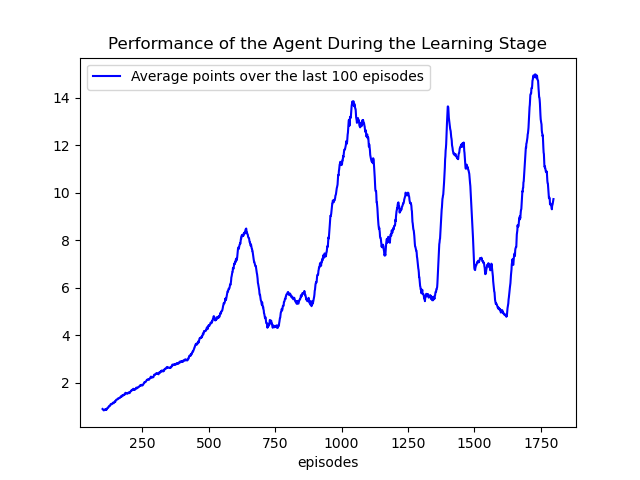 Performance of the Agent During the Learning Stage
Average points over the last 100 episodes
14
12
10
8
6
4
2
250 500 750 1000 1250 1500 1750
episodes